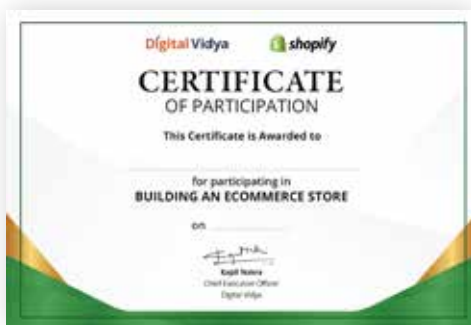 Digital Vidya shopify
CERTIFICATE
OF PARTICIPATION
This Certificate is Awarded to
for participating in
BUILDING AN ECOMMERCE STORE
on
Kapil Nakra
Chief Executive Officer
Digital Vidya